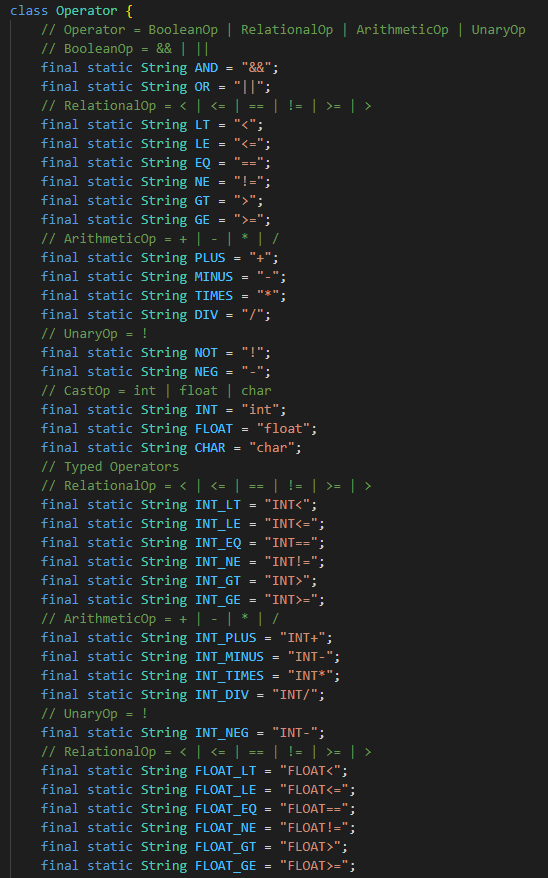 class Operator {
// Operator = BooleanOp | RelationalOp | ArithmeticOp | UnaryOp
// BooleanOp = && | ||
final static String AND = "&&";
final static String OR = "||";
// RelationalOp = < | <= | == | != | >= | >
final static String LT = "<";
final static String LE = "<=";
final static String EQ = "==";
final static String NE = "!=";
final static String GT = ">";
final static String GE = ">=";
// ArithmeticOp = + | - | * | /
final static String PLUS = "+";
final static String MINUS = "-";
final static String TIMES = "*";
final static String DIV = "/";
// UnaryOp = !
final static String NOT = "!";
final static String NEG = "-";
// CastOp = int | float | char
final static String INT = "int";
final static String FLOAT = "float";
final static String CHAR = "char";
// Typed Operators
// RelationalOp = < | <= | == | != | >= | >
final static String INT_LT = "INT<";
final static String INT_LE = "INT<=";
final static String INT_EQ = "INT==";
final static String INT_NE = "INT!=";
final static String INT_GT = "INT>";
final static String INT_GE = "INT>=";
// ArithmeticOp = + | - | * | /
final static String INT_PLUS = "INT+";
final static String INT_MINUS = "INT-";
final static String INT_TIMES = "INT*";
final static String INT_DIV = "INT/";
// UnaryOp = !
final static String INT_NEG = "INT-";
// RelationalOp = < | <= | == | != | >= | >
final static String FLOAT_LT = "FLOAT<";
final static String FLOAT_LE = "FLOAT<=";
final static String FLOAT_EQ = "FLOAT==";
final static String FLOAT_NE = "FLOAT!=";
final static String FLOAT_GT = "FLOAT>";
final static String FLOAT_GE = "FLOAT>=";